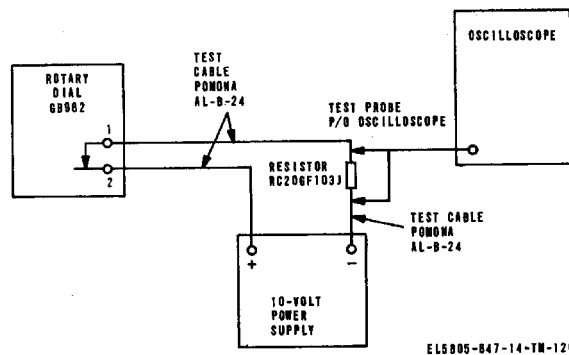 ROTARY
DIAL
GB962
1
2
TEST
CABLE
POMONA
AL-B-24
OSCILLOSCOPE
TEST PROBE
P/O OSCILLOSCOPE
RESISTOR
RC20GF103J
TEST CABLE
POMONA
AL-B-24
+
−
10-VOLT
POWER
SUPPLY